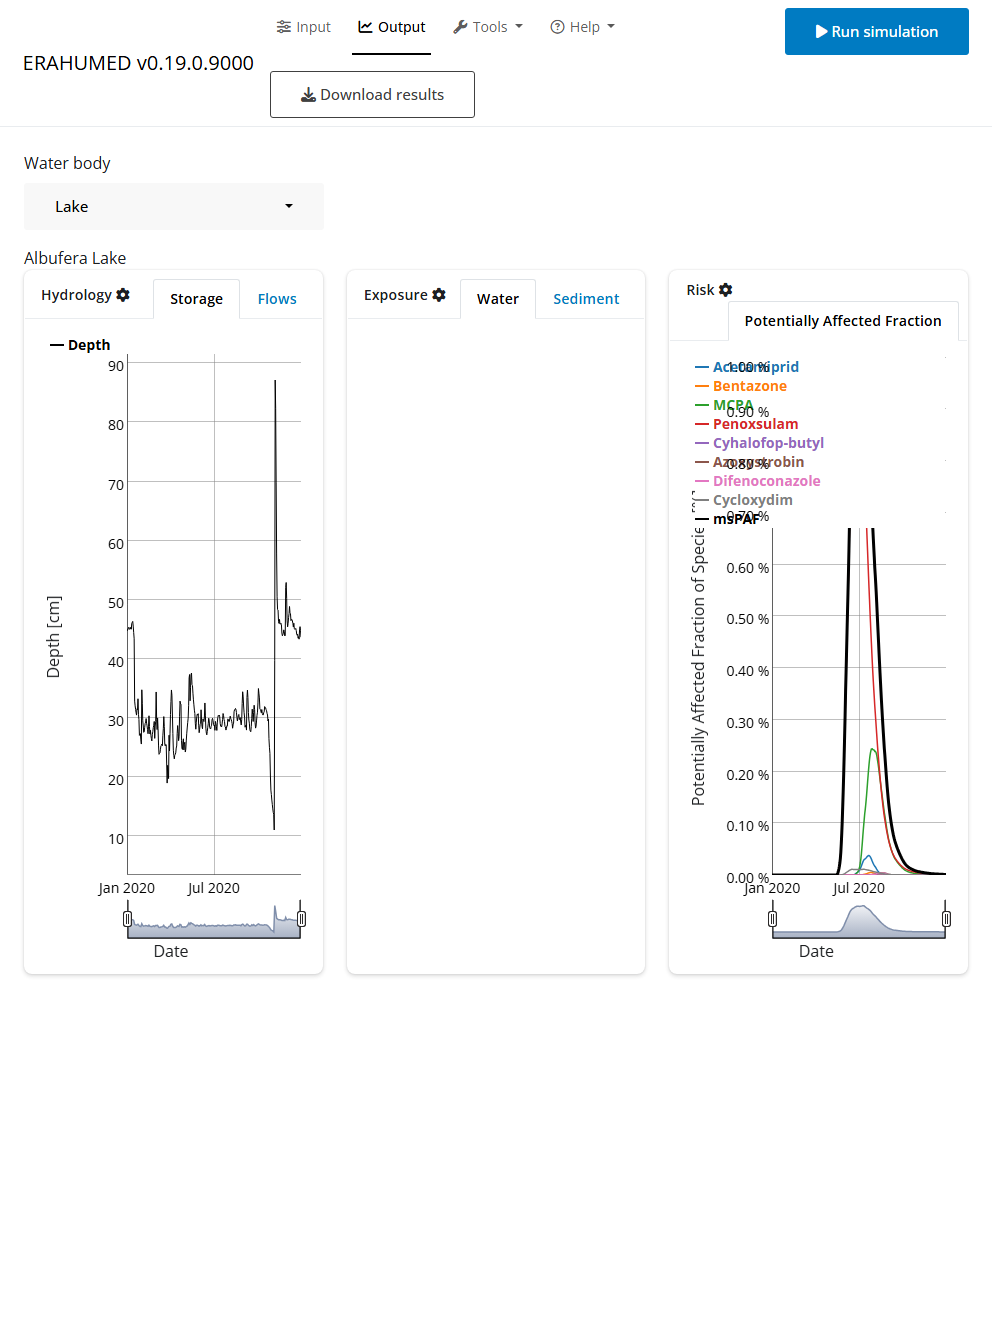 Input
Output
Tools
Help
Run simulation
ERAHUMED v0.19.0.9000
Download results
Water body
Lake
Albufera Lake
Hydrology
Storage
Flows
Depth
90
80
70
60
50
40
30
20
10
Depth [cm]
Jan 2020
Jul 2020
Date
Exposure
Water
Sediment
Risk
Potentially Affected Fraction
Acetamiprid
Bentazone
MCPA
Penoxsulam
Cyhalofop-butyl
Azoxystrobin
Difenoconazole
Cycloxydim
msPAF
1.00 %
0.90 %
0.80 %
0.70 %
0.60 %
0.50 %
0.40 %
0.30 %
0.20 %
0.10 %
0.00 %
Potentially Affected Fraction of
Jan 2020
Jul 2020
Date